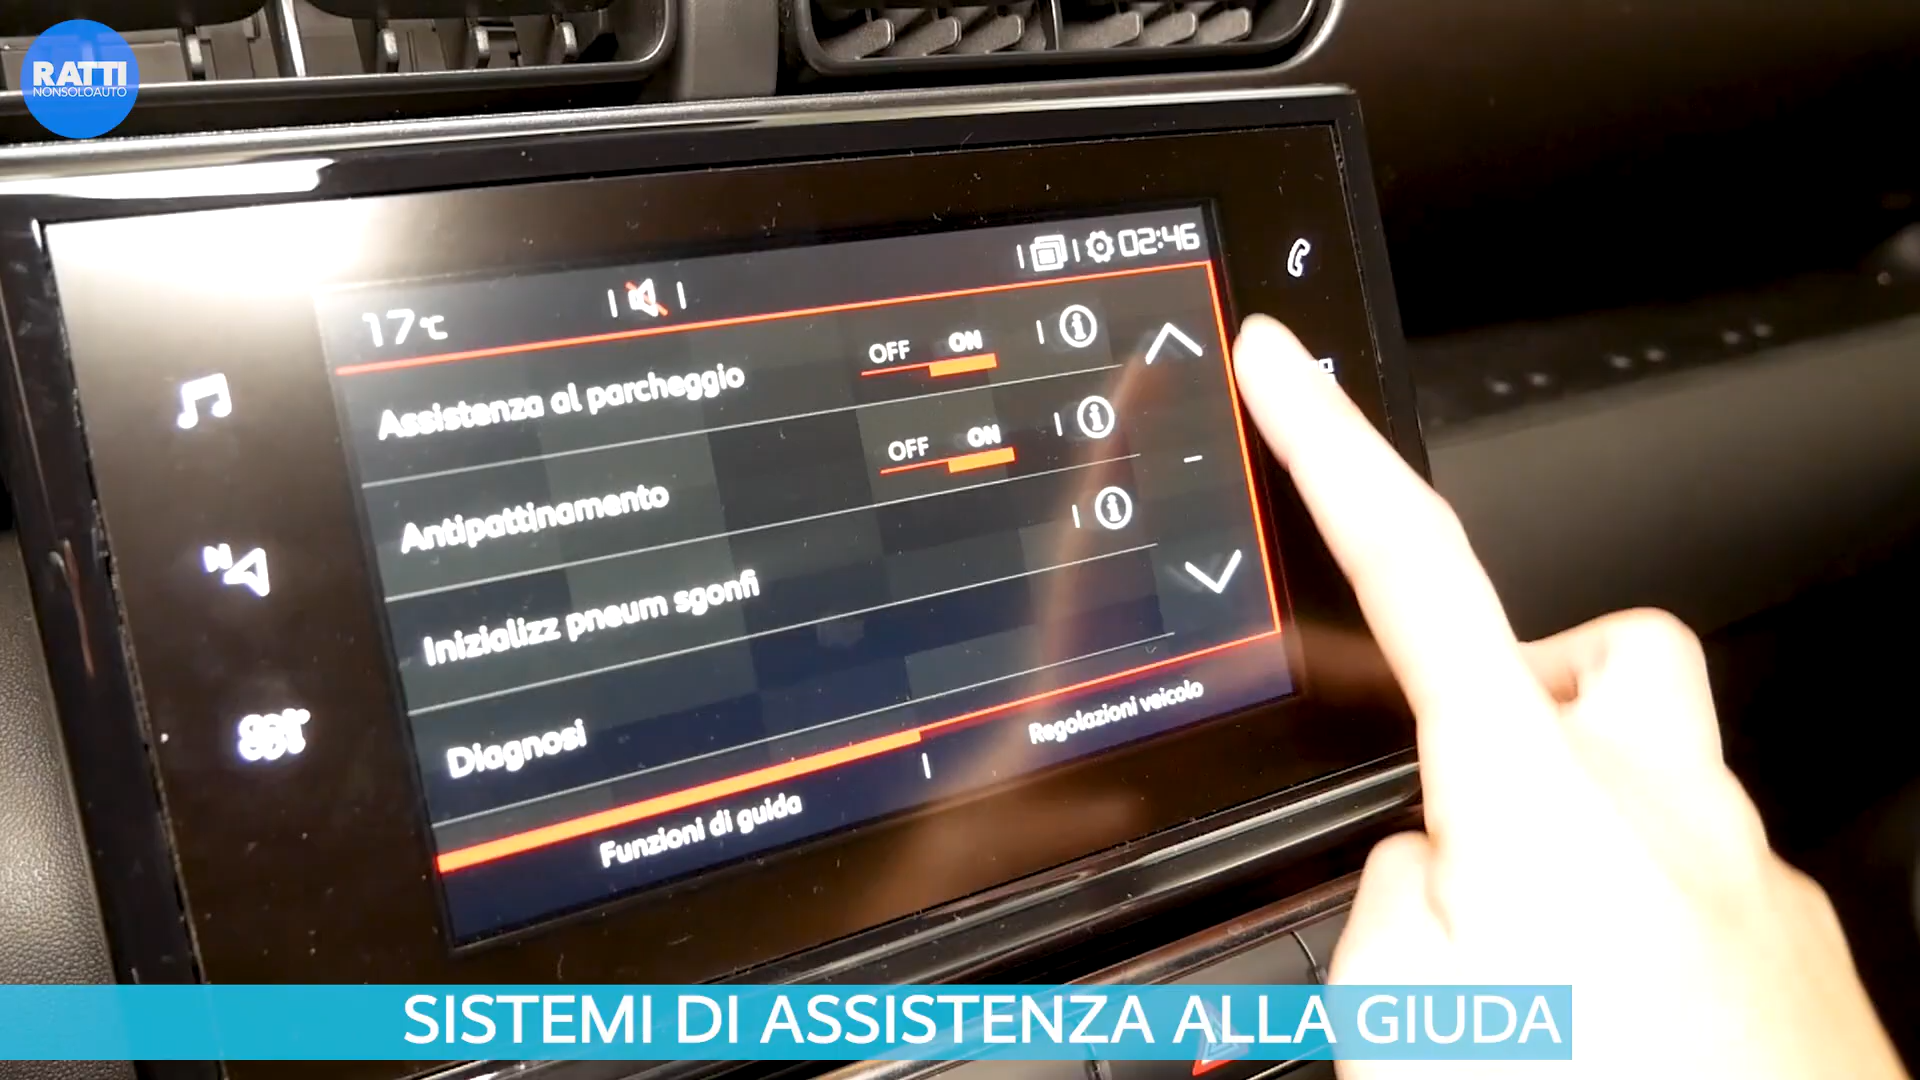 RATTI
NONSOLOAUTO
17°C
02:46
Assistenza al parcheggio
OFF ON
Antipattinamento
OFF ON
Inizializz pneum sgonfi
Diagnosi
Funzioni di guida
Regolazioni veicolo
N
SISTEMI DI ASSISTENZA ALLA GIUDA